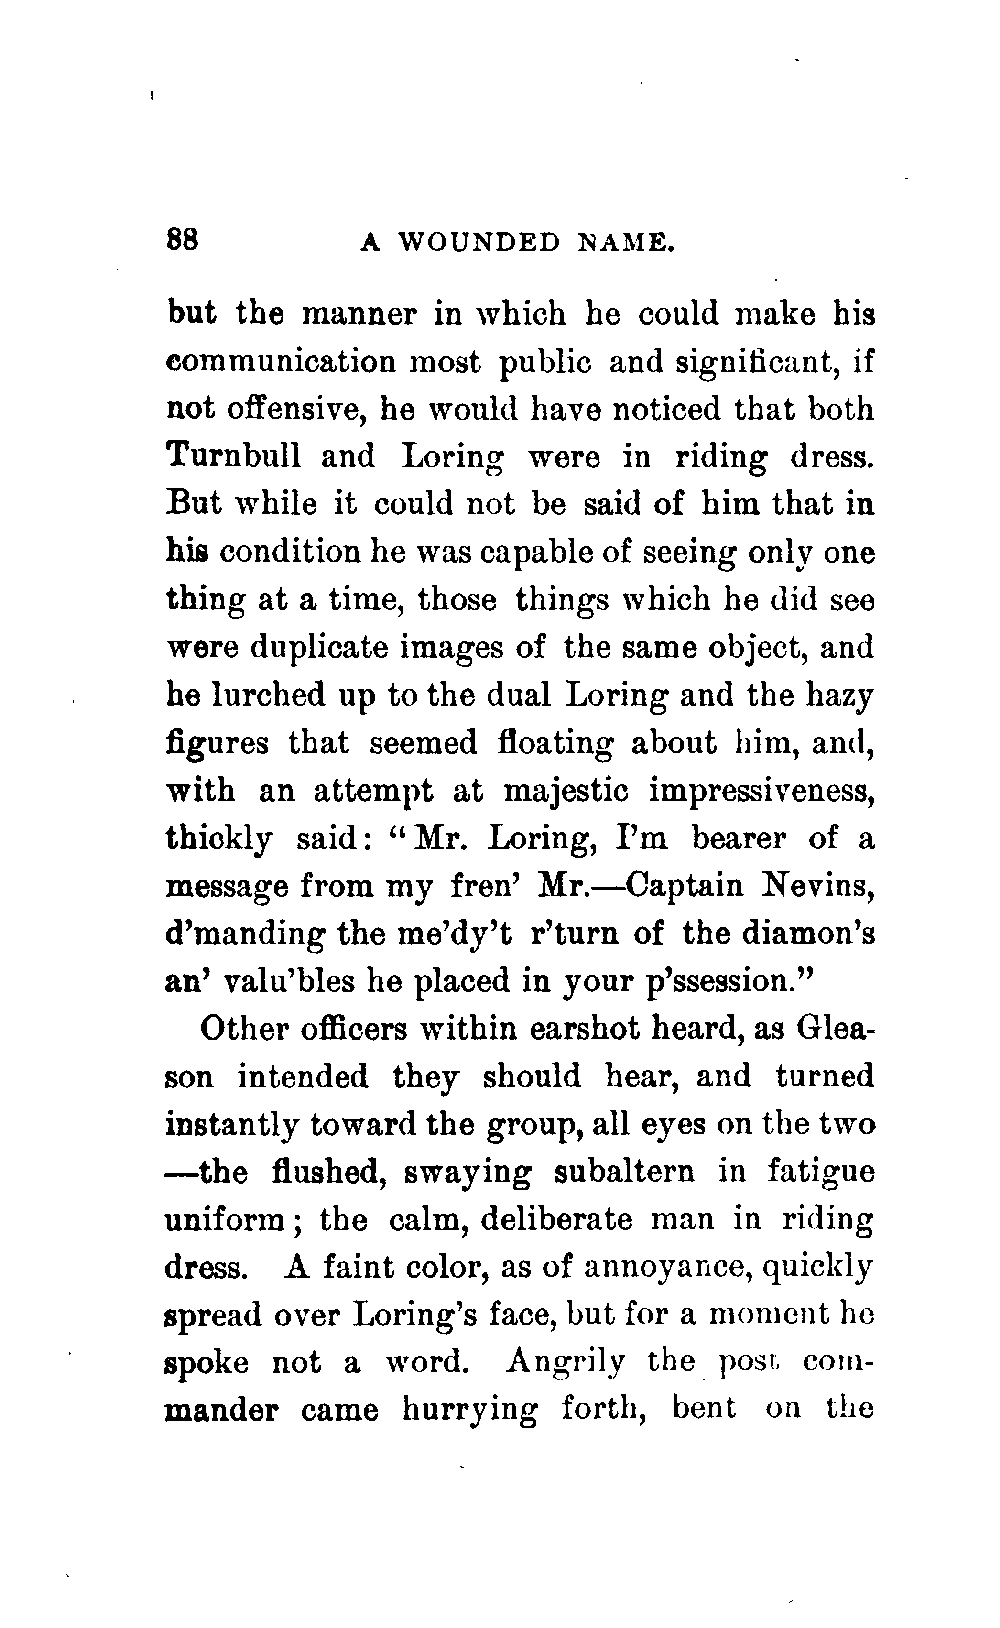 88 A WOUNDED NAME.
but the manner in which he could make his
communication most public and significant, if
not offensive, he would have noticed that both
Turnbull and Loring were in riding dress.
But while it could not be said of him that in
his condition he was capable of seeing only one
thing at a time, those things which he did see
were duplicate images of the same object, and
he lurched up to the dual Loring and the hazy
figures that seemed floating about him, and,
with an attempt at majestic impressiveness,
thickly said: “Mr. Loring, I’m bearer of a
message from my fren’ Mr.—Captain Nevins,
d’manding the me’dy’t r’turn of the diamon’s
an’ valu’bles he placed in your p’ssession.”
Other officers within earshot heard, as Glea-
son intended they should hear, and turned
instantly toward the group, all eyes on the two
—the flushed, swaying subaltern in fatigue
uniform; the calm, deliberate man in riding
dress. A faint color, as of annoyance, quickly
spread over Loring’s face, but for a moment he
spoke not a word. Angrily the post com-
mander came hurrying forth, bent on the